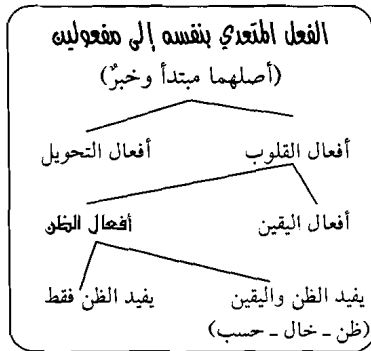 الفعل المتعدي بنفسه إلى مفعولين
(أصلهما مبتدأ وخبرٌ)
أفعال القلوب أفعال التحويل
أفعال اليقين أفعال الظن
يفيد الظن واليقين يفيد الظن فقط
(ظن - خال - حسب)